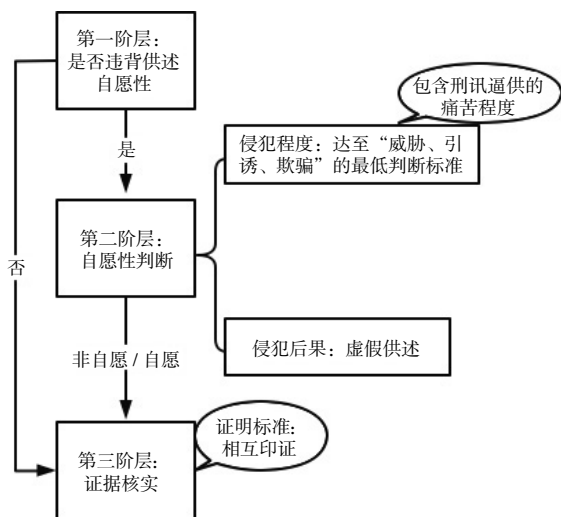 第一阶层：
是否违背供述
自愿性
包含刑讯逼供的
痛苦程度
是
侵犯程度：达至“威胁、引
诱、欺骗”的最低判断标准
第二阶层：
自愿性判断
否
侵犯后果：虚假供述
非自愿 / 自愿
证明标准：
相互印证
第三阶层：
证据核实